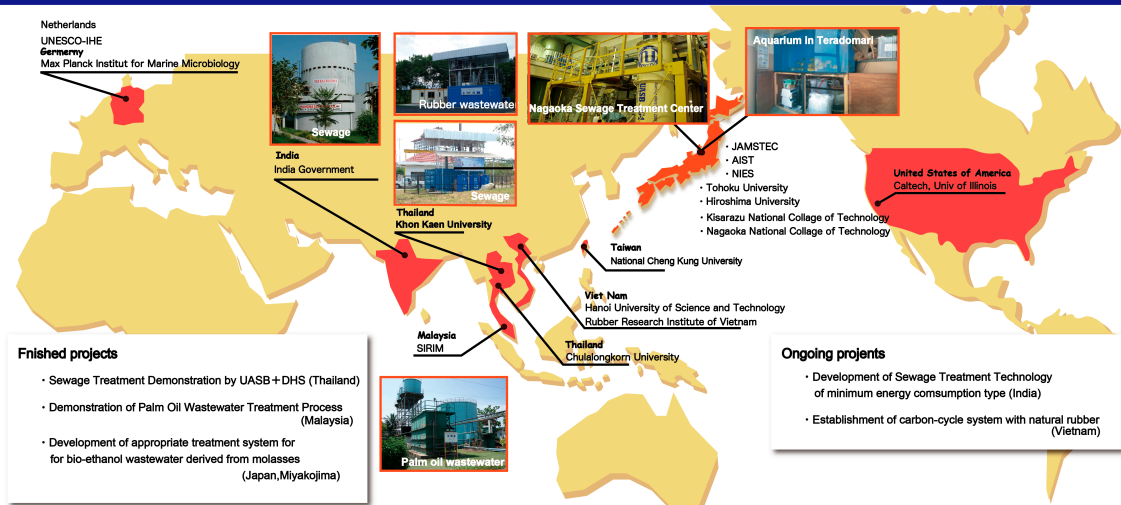 Netherlands
UNESCO-IHE
Germerny
Max Planck Institut for Marine Microbiology
Sewage
Rubber wastewater
Sewage
Nagaoka Sewage Treatment Center
Aquarium in Teradomari
India
India Government
Thailand
Khon Kaen University
・JAMSTEC
・AIST
・NIES
・Tohoku University
・Hiroshima University
・Kisarazu National Collage of Technology
・Nagaoka National Collage of Technology
United States of America
Caltech, Univ of Illinois
Taiwan
National Cheng Kung University
Viet Nam
Hanoi University of Science and Technology
Rubber Research Institute of Vietnam
Malaysia
SIRIM
Thailand
Chulalongkorn University
Palm oil wastewater
Fnished projects
・Sewage Treatment Demonstration by UASB+DHS (Thailand)
・Demonstration of Palm Oil Wastewater Treatment Process
(Malaysia)
・Development of appropriate treatment system for
for bio-ethanol wastewater derived from molasses
(Japan,Miyakojima)
Ongoing projents
・Development of Sewage Treatment Technology
of minimum energy comsumption type (India)
・Establishment of carbon-cycle system with natural rubber
(Vietnam)